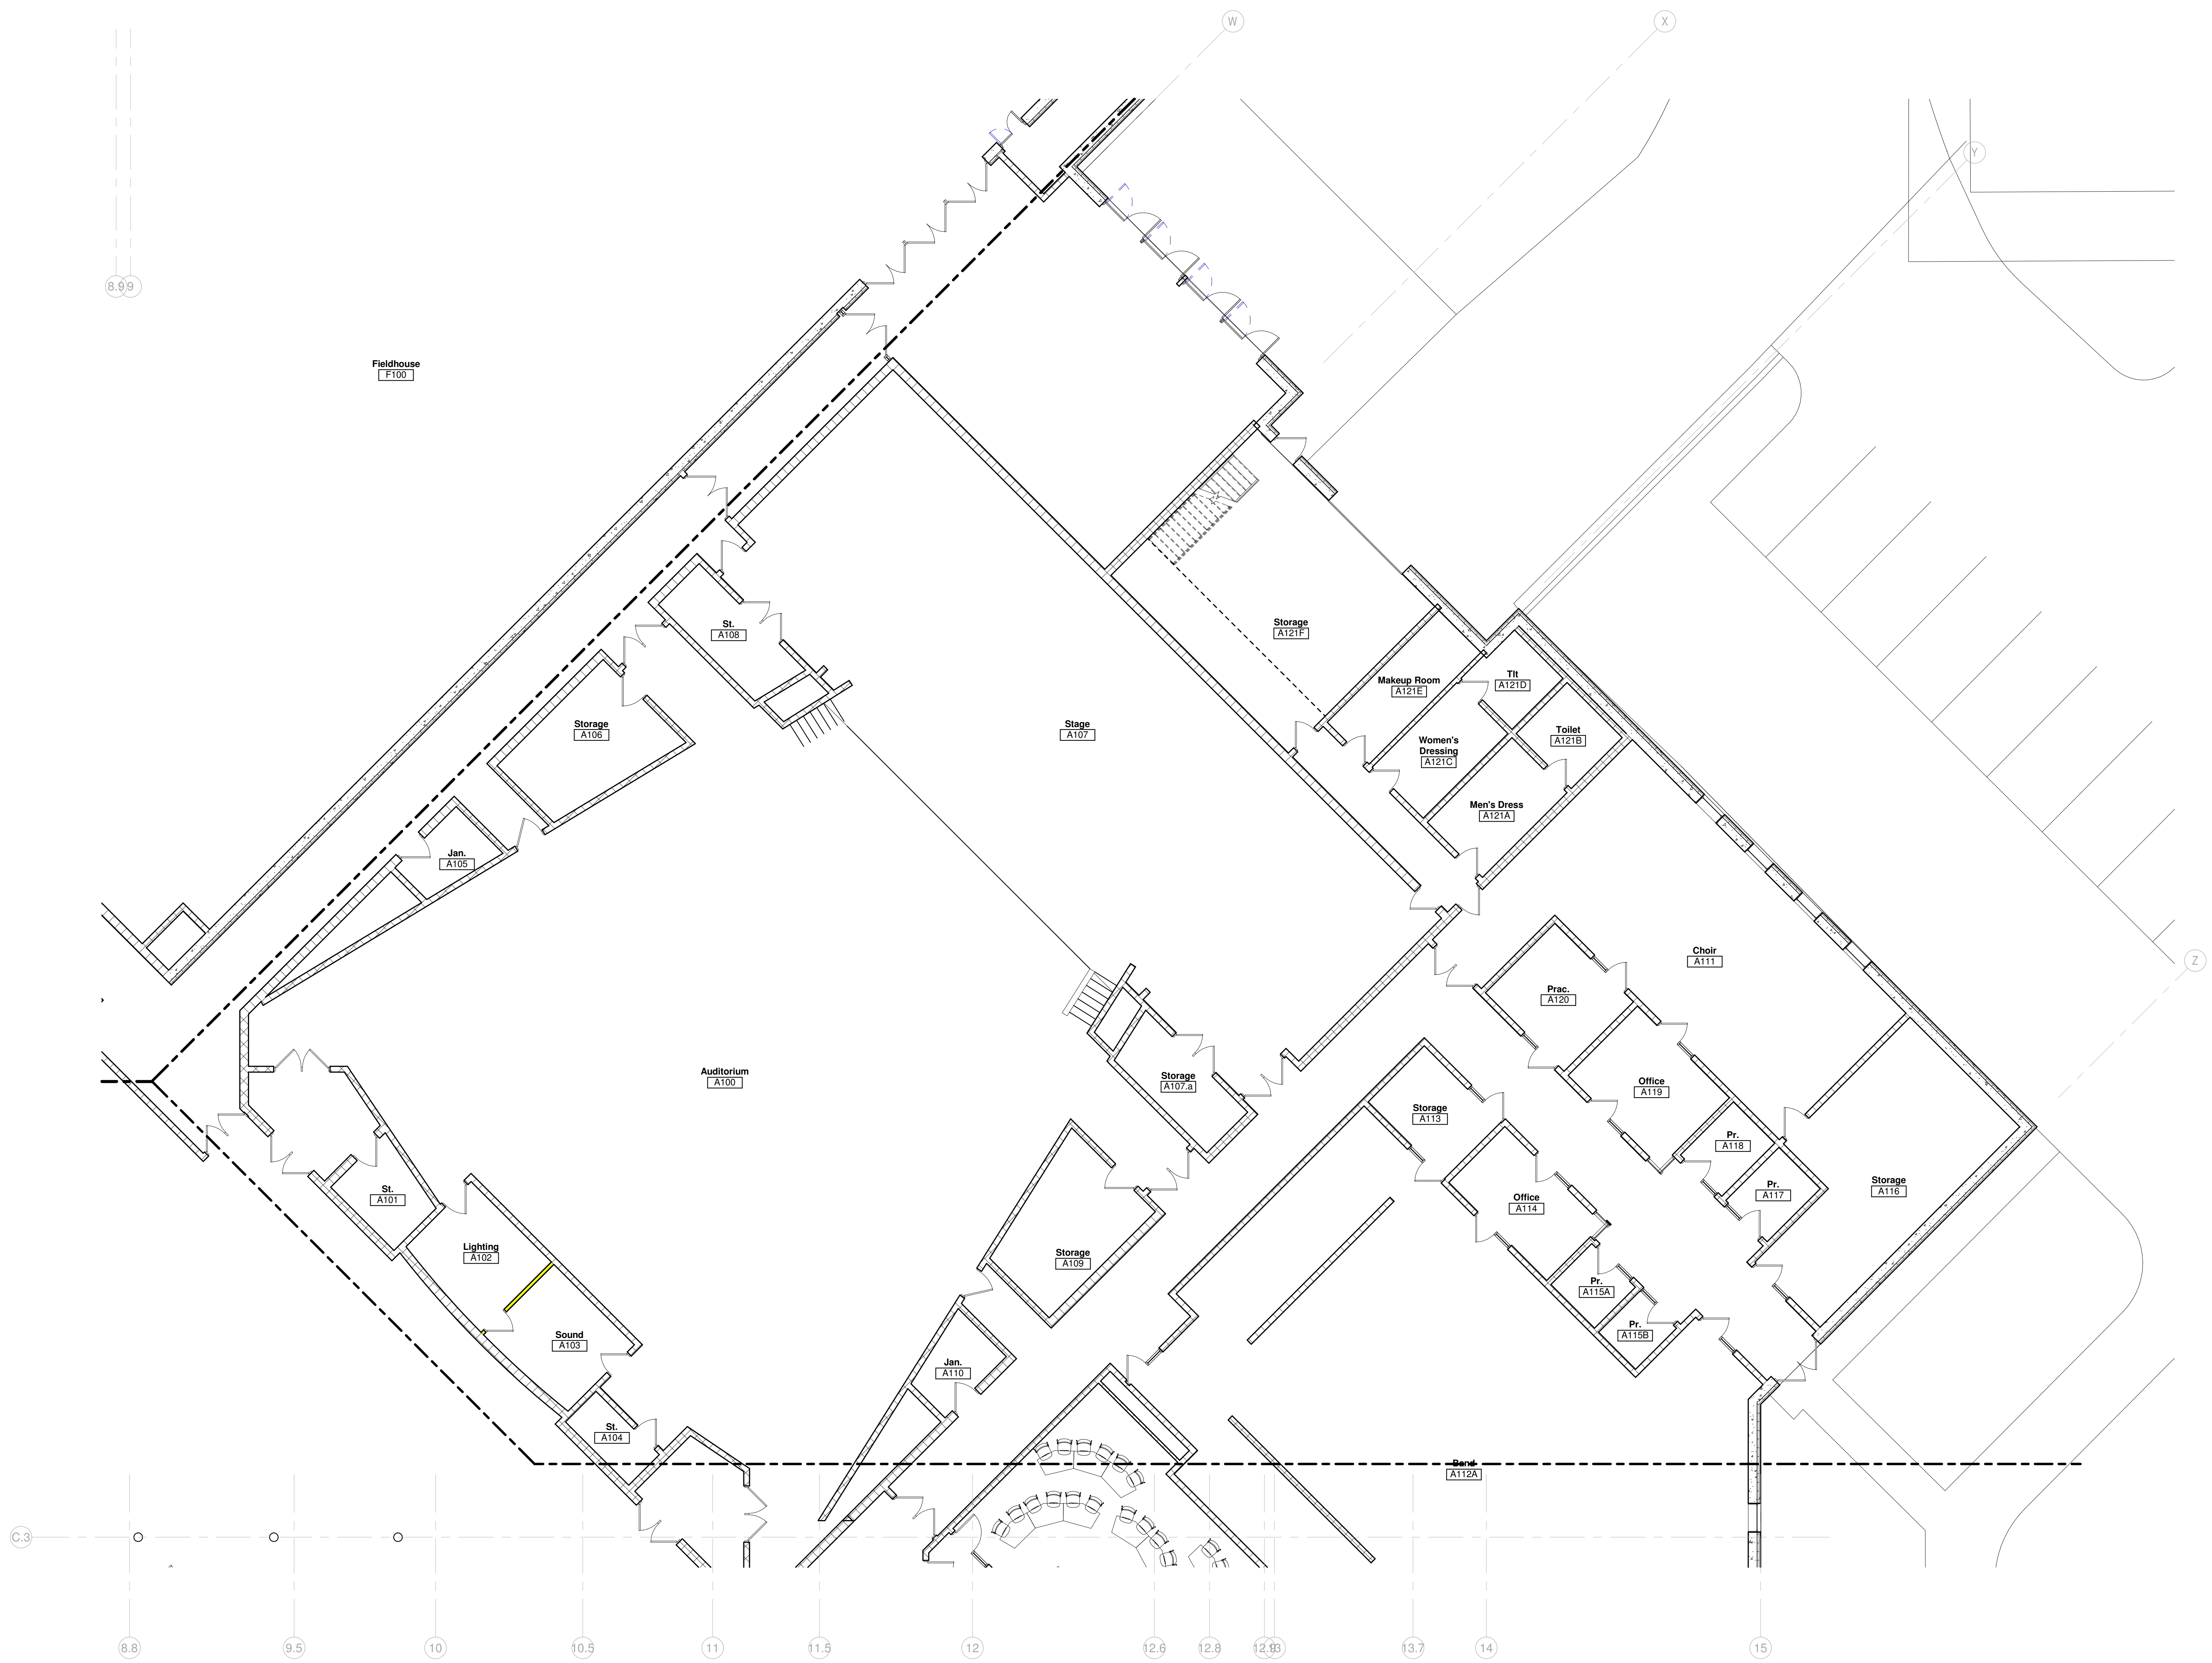 W
X
Y
8.9
9
Fieldhouse
F100
St.
A108
Storage
A121F
Makeup Room
A121E
Tlt
A121D
Storage
A106
Stage
A107
Women's
Dressing
A121C
Toilet
A121B
Men's Dress
A121A
Jan.
A105
Choir
A111
Z
Prac.
A120
Auditorium
A100
Storage
A107.a
Office
A119
Storage
A113
Pr.
A118
St.
A101
Pr.
A117
Storage
A116
Office
A114
Lighting
A102
Storage
A109
Pr.
A115A
Sound
A103
Pr.
A115B
Jan.
A110
St.
A104
Band
A112A
C.3
8.8
9.5
10
10.5
11
11.5
12
12.6
12.8
12.9
13
13.7
14
15